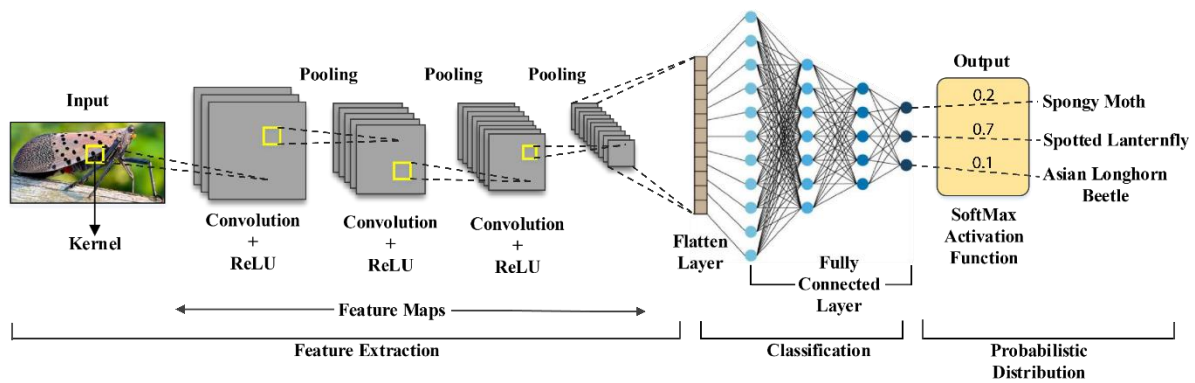 Input
Kernel
Pooling
Pooling
Pooling
Convolution
+
ReLU
Convolution
+
ReLU
Convolution
+
ReLU
Feature Maps
Feature Extraction
Flatten
Layer
Fully
Connected
Layer
Classification
Output
0.2
0.7
0.1
SoftMax
Activation
Function
Spongy Moth
Spotted Lanternfly
Asian Longhorn
Beetle
Probabilistic
Distribution